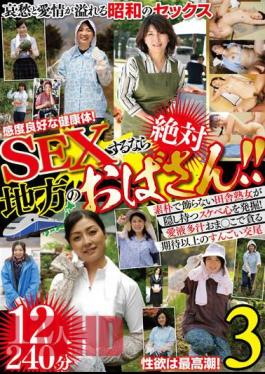 哀愁と愛情が溢れる昭和のセックス
感度良好な健康体!
SEXするなら絶対
地方のおばさん!!
素朴で飾らない田舎熟女が
隠し持つスケベ心を発掘!
愛液多汁おま〇こで貪る
期待以上のすんごい交尾
12人
240分
性欲は最高潮!
3